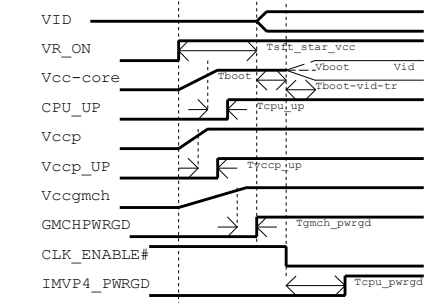 VID
VR_ON Tsft_star_vcc
Vcc-core Tboot Vboot Vid
Tboot-vid-tr
CPU_UP Tcpu_up
Vccp
Vccp_UP Tvccp_up
Vccgmch
GMCHPWRGD Tgmch_pwrgd
CLK_ENABLE#
IMVP4_PWRGD Tcpu_pwrgd